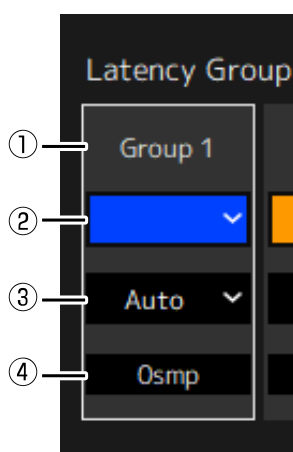 Latency Group
① Group 1
②
③ Auto
④ 0smp